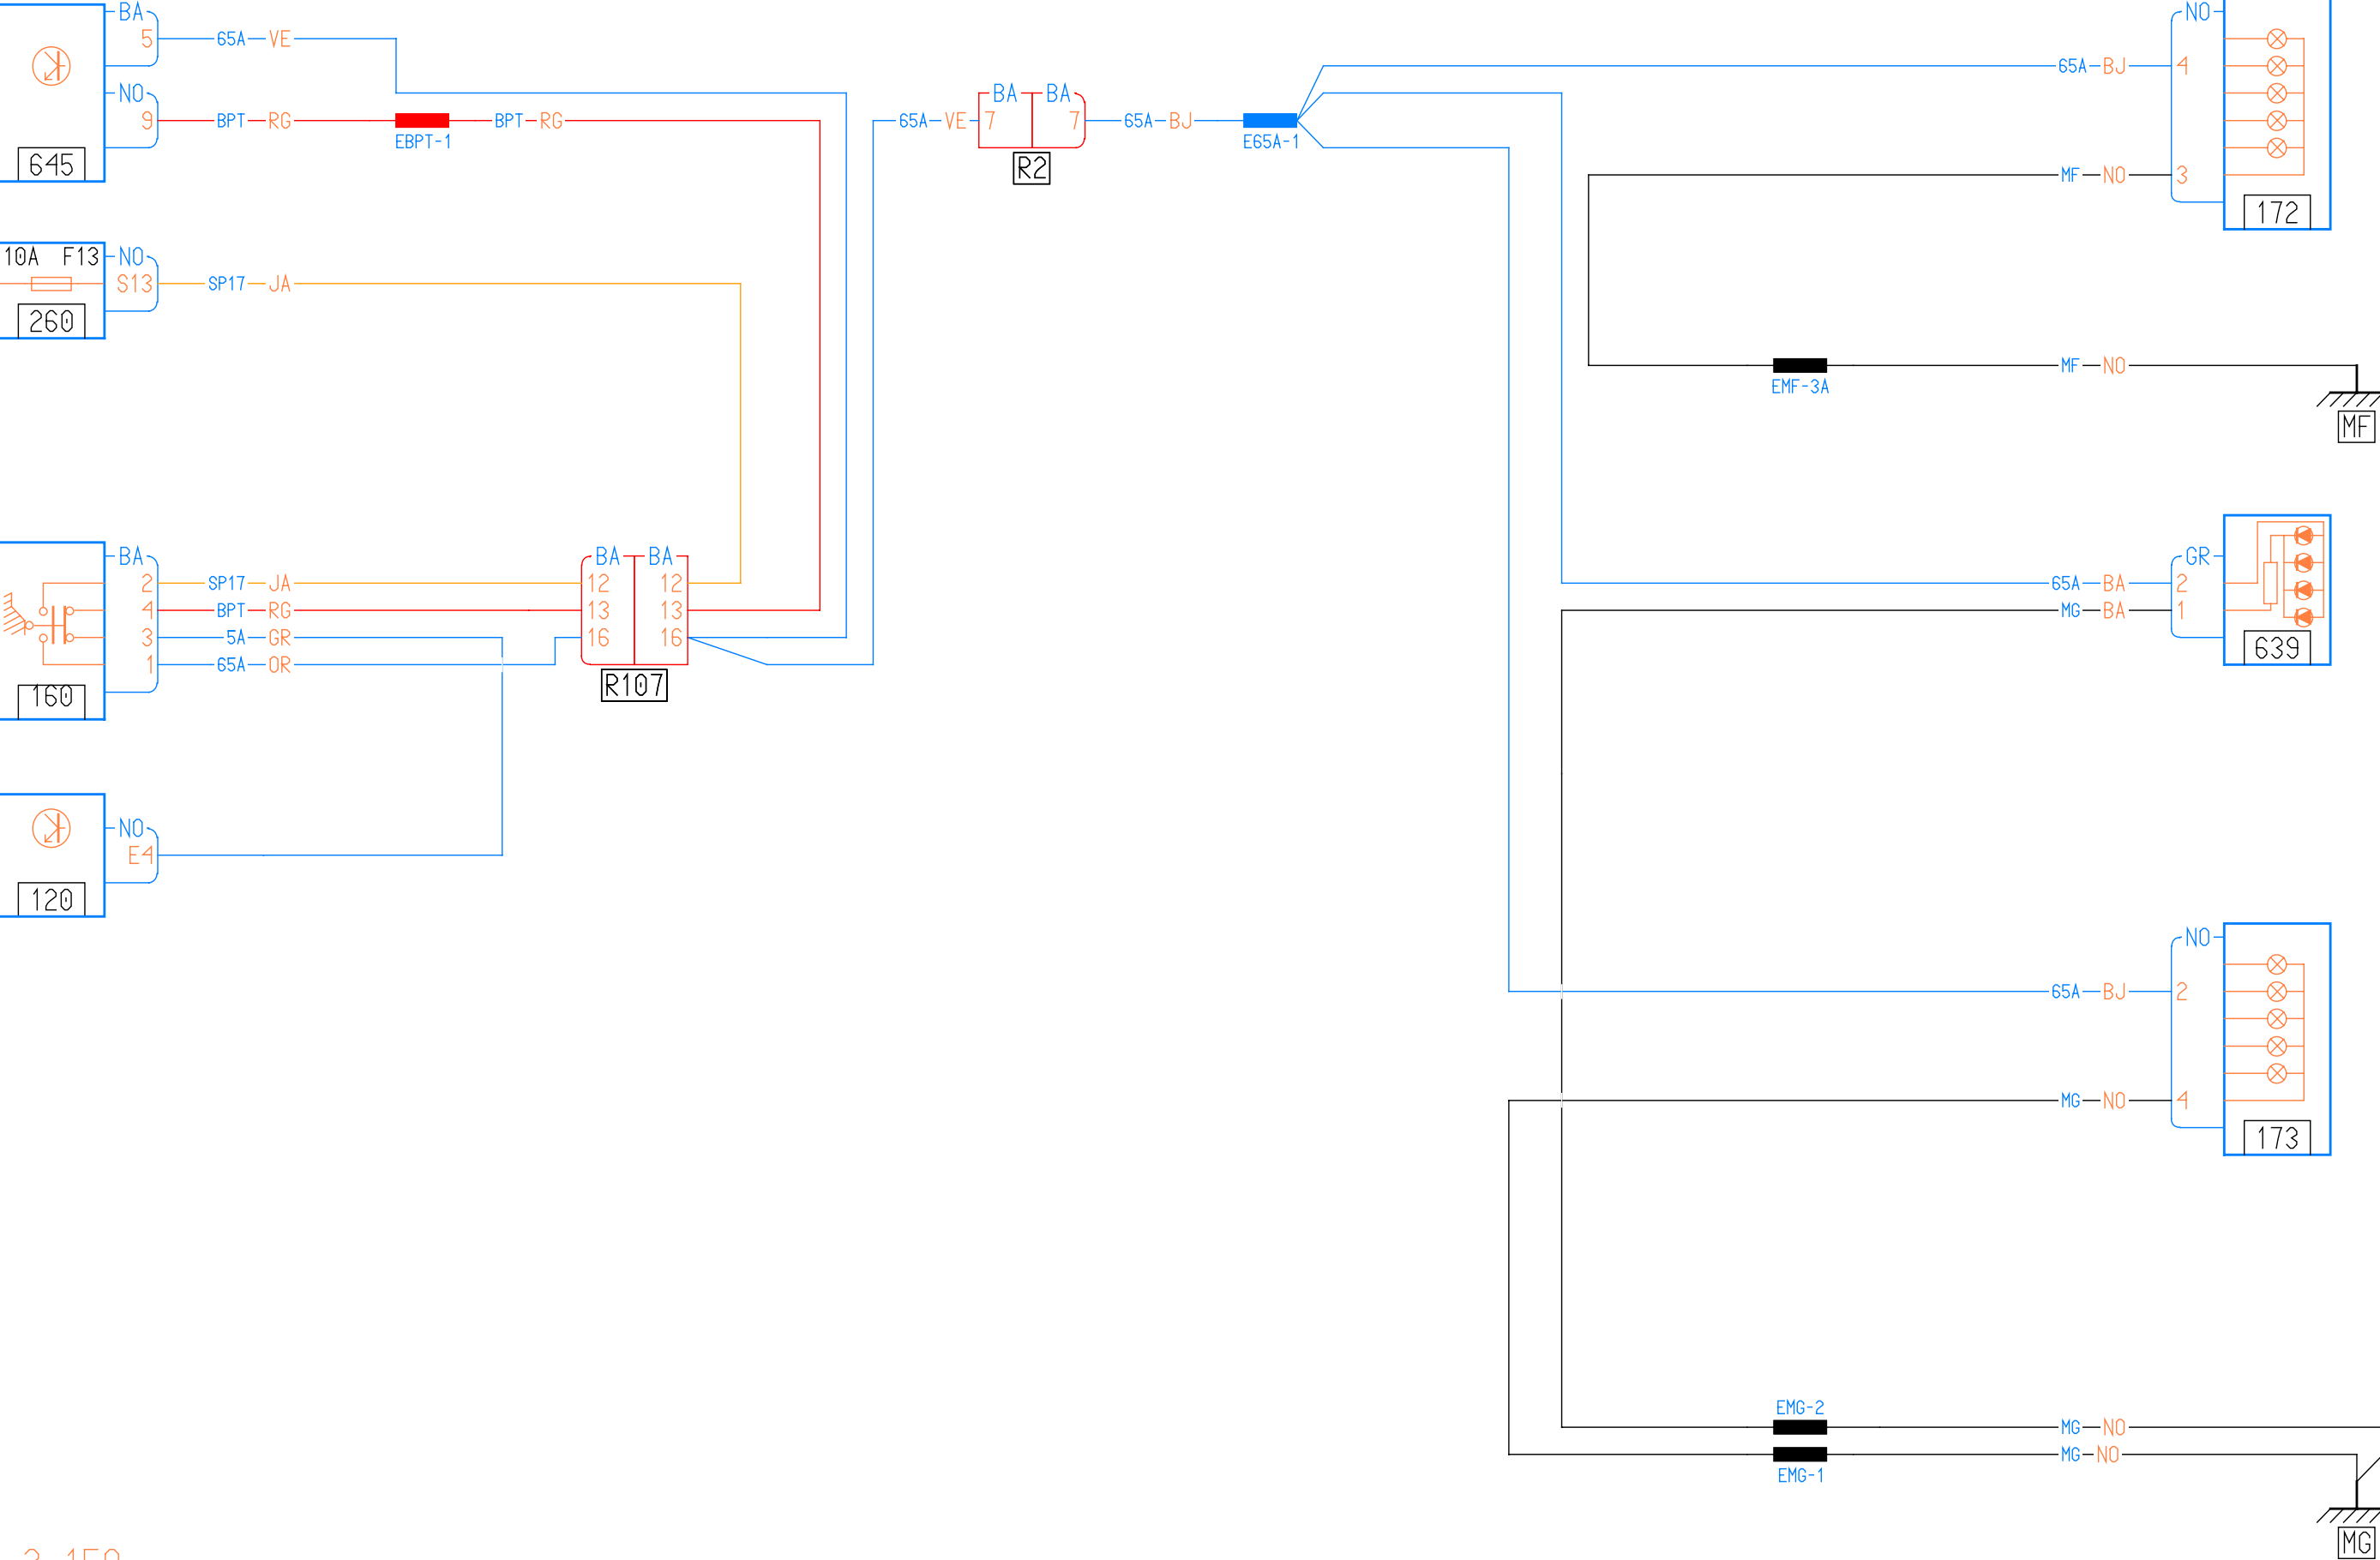 BA
5 65A VE
NO
9 BPT RG BPT RG
EBPT-1
645
10A F13 NO
S13 SP17 JA
260
BA
2 SP17 JA
4 BPT RG
3 5A GR
1 65A OR
160
BA BA
12 12
13 13
16 16
R107
NO
E4
120
BA BA
65A VE 7 7 65A BJ
R2
E65A-1
NO
65A BJ 4
MF NO 3
172
MF NO
EMF-3A
MF
GR
65A BA 2
MG BA 1
639
NO
65A BJ 2
MG NO 4
173
EMG-2
MG NO
MG NO
EMG-1
MG